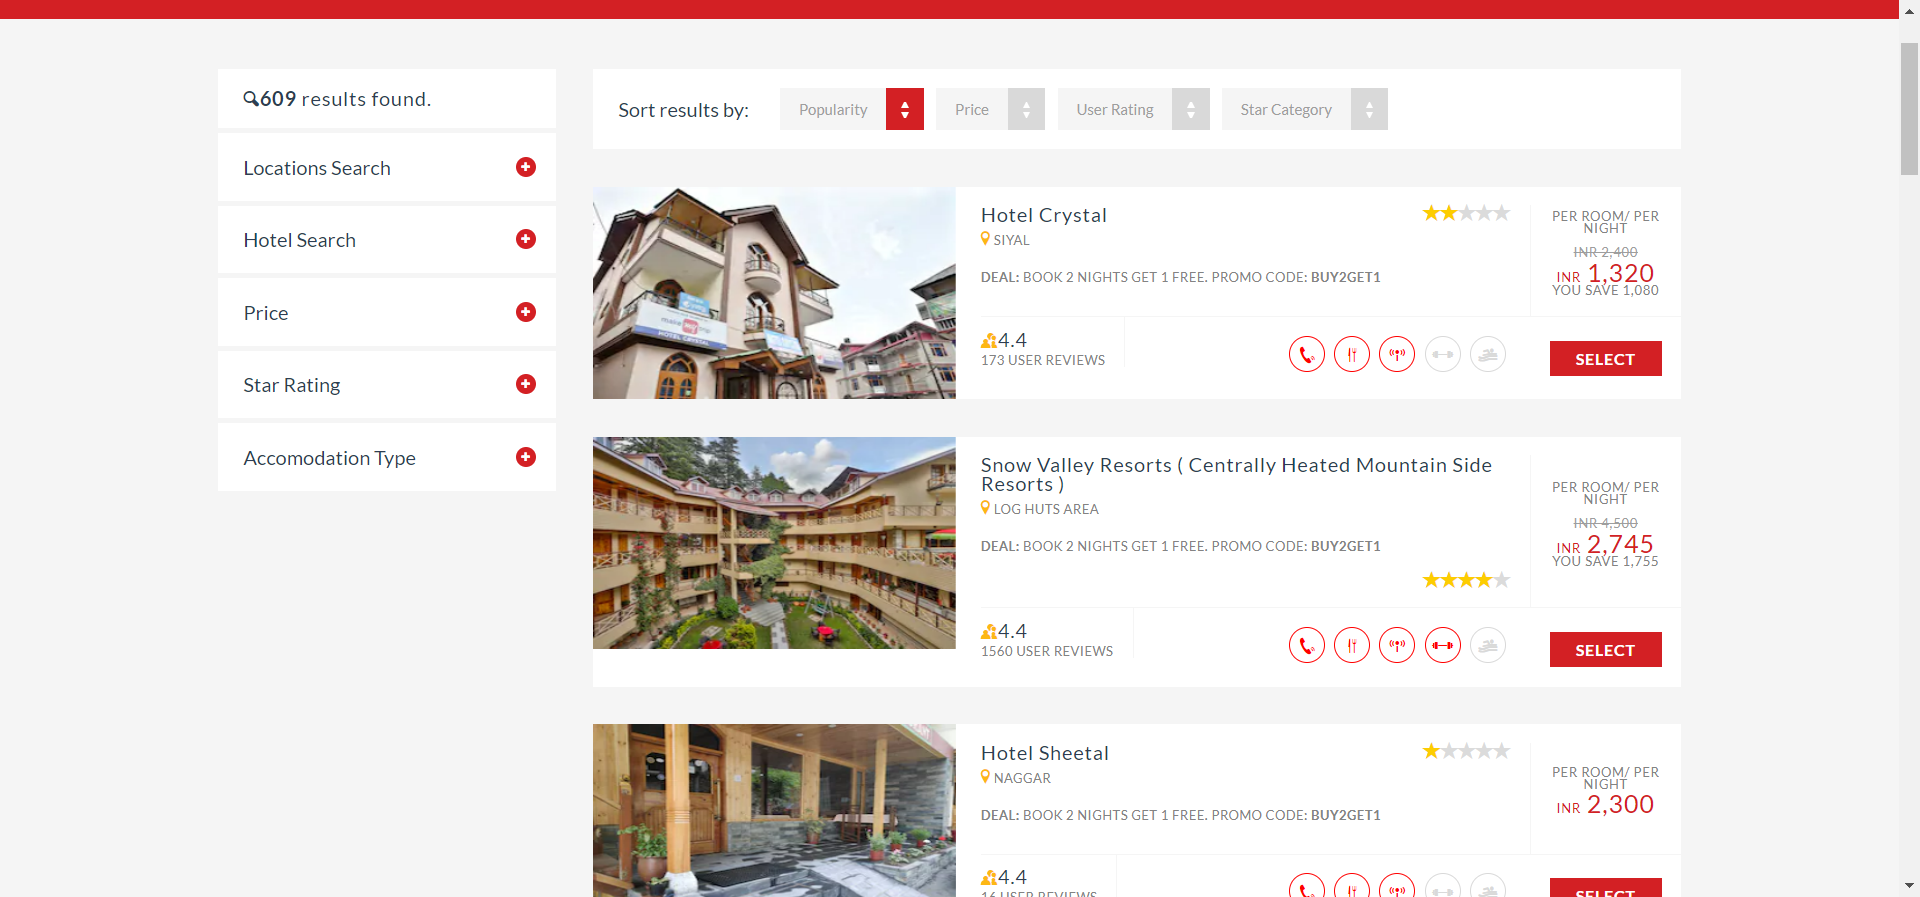 609 results found.
Locations Search
Hotel Search
Price
Star Rating
Accomodation Type
Sort results by:
Popularity
Price
User Rating
Star Category
Hotel Crystal
SIYAL
DEAL: BOOK 2 NIGHTS GET 1 FREE. PROMO CODE: BUY2GET1
4.4
173 USER REVIEWS
PER ROOM/ PER
NIGHT
INR 2,400
INR 1,320
YOU SAVE 1,080
SELECT
HOTEL CRYSTAL
Snow Valley Resorts ( Centrally Heated Mountain Side
Resorts )
LOG HUTS AREA
DEAL: BOOK 2 NIGHTS GET 1 FREE. PROMO CODE: BUY2GET1
4.4
1560 USER REVIEWS
PER ROOM/ PER
NIGHT
INR 4,500
INR 2,745
YOU SAVE 1,755
SELECT
Hotel Sheetal
NAGGAR
DEAL: BOOK 2 NIGHTS GET 1 FREE. PROMO CODE: BUY2GET1
4.4
16 USER REVIEWS
PER ROOM/ PER
NIGHT
INR 2,300
SELECT